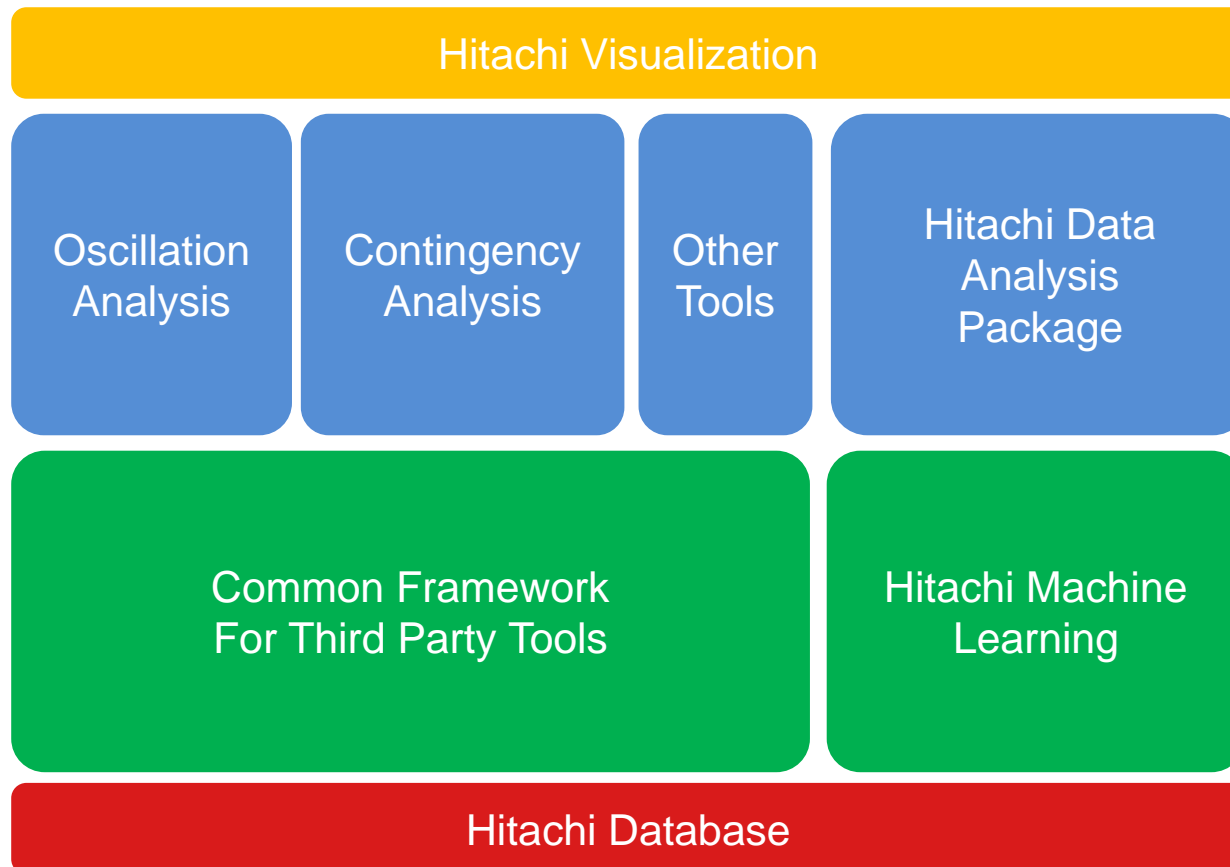 Hitachi Visualization
Oscillation
Analysis
Contingency
Analysis
Other
Tools
Hitachi Data
Analysis
Package
Common Framework
For Third Party Tools
Hitachi Machine
Learning
Hitachi Database